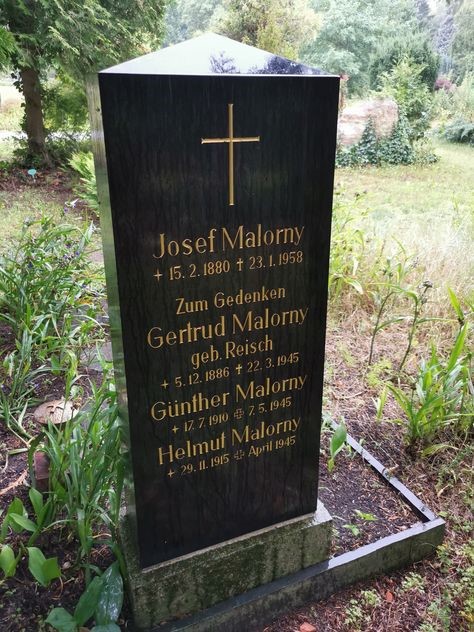 Josef Malorny
* 15.2.1880 † 23.1.1958
Zum Gedenken
Gertrud Malorny
geb. Reisch
* 5.12.1886 † 22.3.1945
Günther Malorny
* 17.7.1910 ✠ 7.5.1945
Helmut Malorny
* 29.11.1915 ✠ April 1945